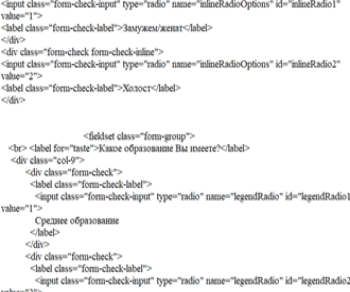 <input class="form-check-input" type="radio" name="inlineRadioOptions" id="inlineRadio1"
value="1">
<label class="form-check-label">Замужем/женат</label>
</div>
<div class="form-check form-check-inline">
<input class="form-check-input" type="radio" name="inlineRadioOptions" id="inlineRadio2"
value="2">
<label class="form-check-label">Холост</label>
</div>
<fieldset class="form-group">
<br> <label for="taste">Какое образование Вы имеете?</label>
<div class="col-9">
<div class="form-check">
<label class="form-check-label">
<input class="form-check-input" type="radio" name="legendRadio" id="legendRadio1
value="1">
Среднее образование
</label>
</div>
<div class="form-check">
<label class="form-check-label">
<input class="form-check-input" type="radio" name="legendRadio" id="legendRadio2